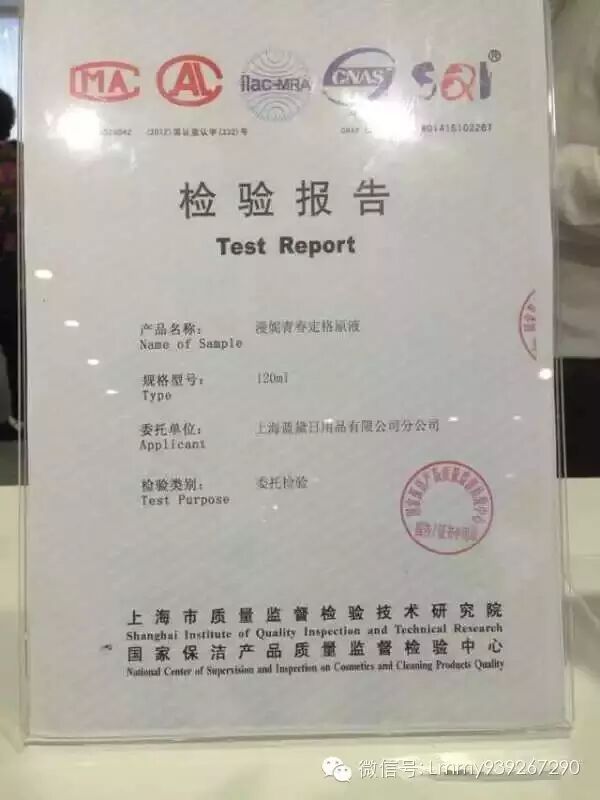 MA
AL
ilac-MRA
CNAS
SQI®
(2012)国认监认字(332)号
检验报告
Test Report
产品名称: 漫妮青春定格原液
Name of Sample
规格型号: 120ml
Type
委托单位: 上海蓝黛日用品有限公司分公司
Applicant
检验类别: 委托检验
Test Purpose
上海市质量监督检验技术研究院
Shanghai Institute of Quality Inspection and Technical Research
国家保洁产品质量监督检验中心
National Center of Supervision and Inspection on Cosmetics and Cleaning Products Quality
微信号: Lmmy939267290